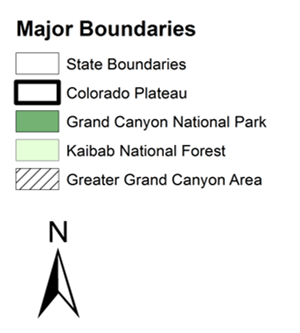 Major Boundaries
State Boundaries
Colorado Plateau
Grand Canyon National Park
Kaibab National Forest
Greater Grand Canyon Area
N